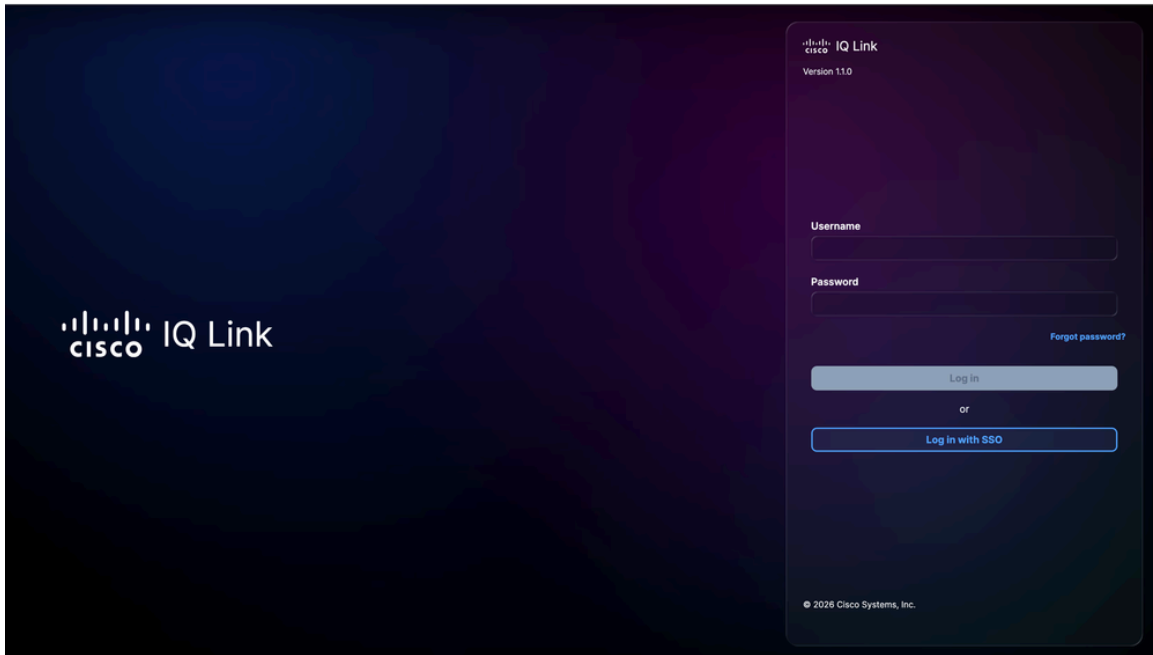 CISCO IQ Link
CISCO IQ Link
Version 1.1.0
Username
Password
Forgot password?
Log in
or
Log in with SSO
© 2026 Cisco Systems, Inc.